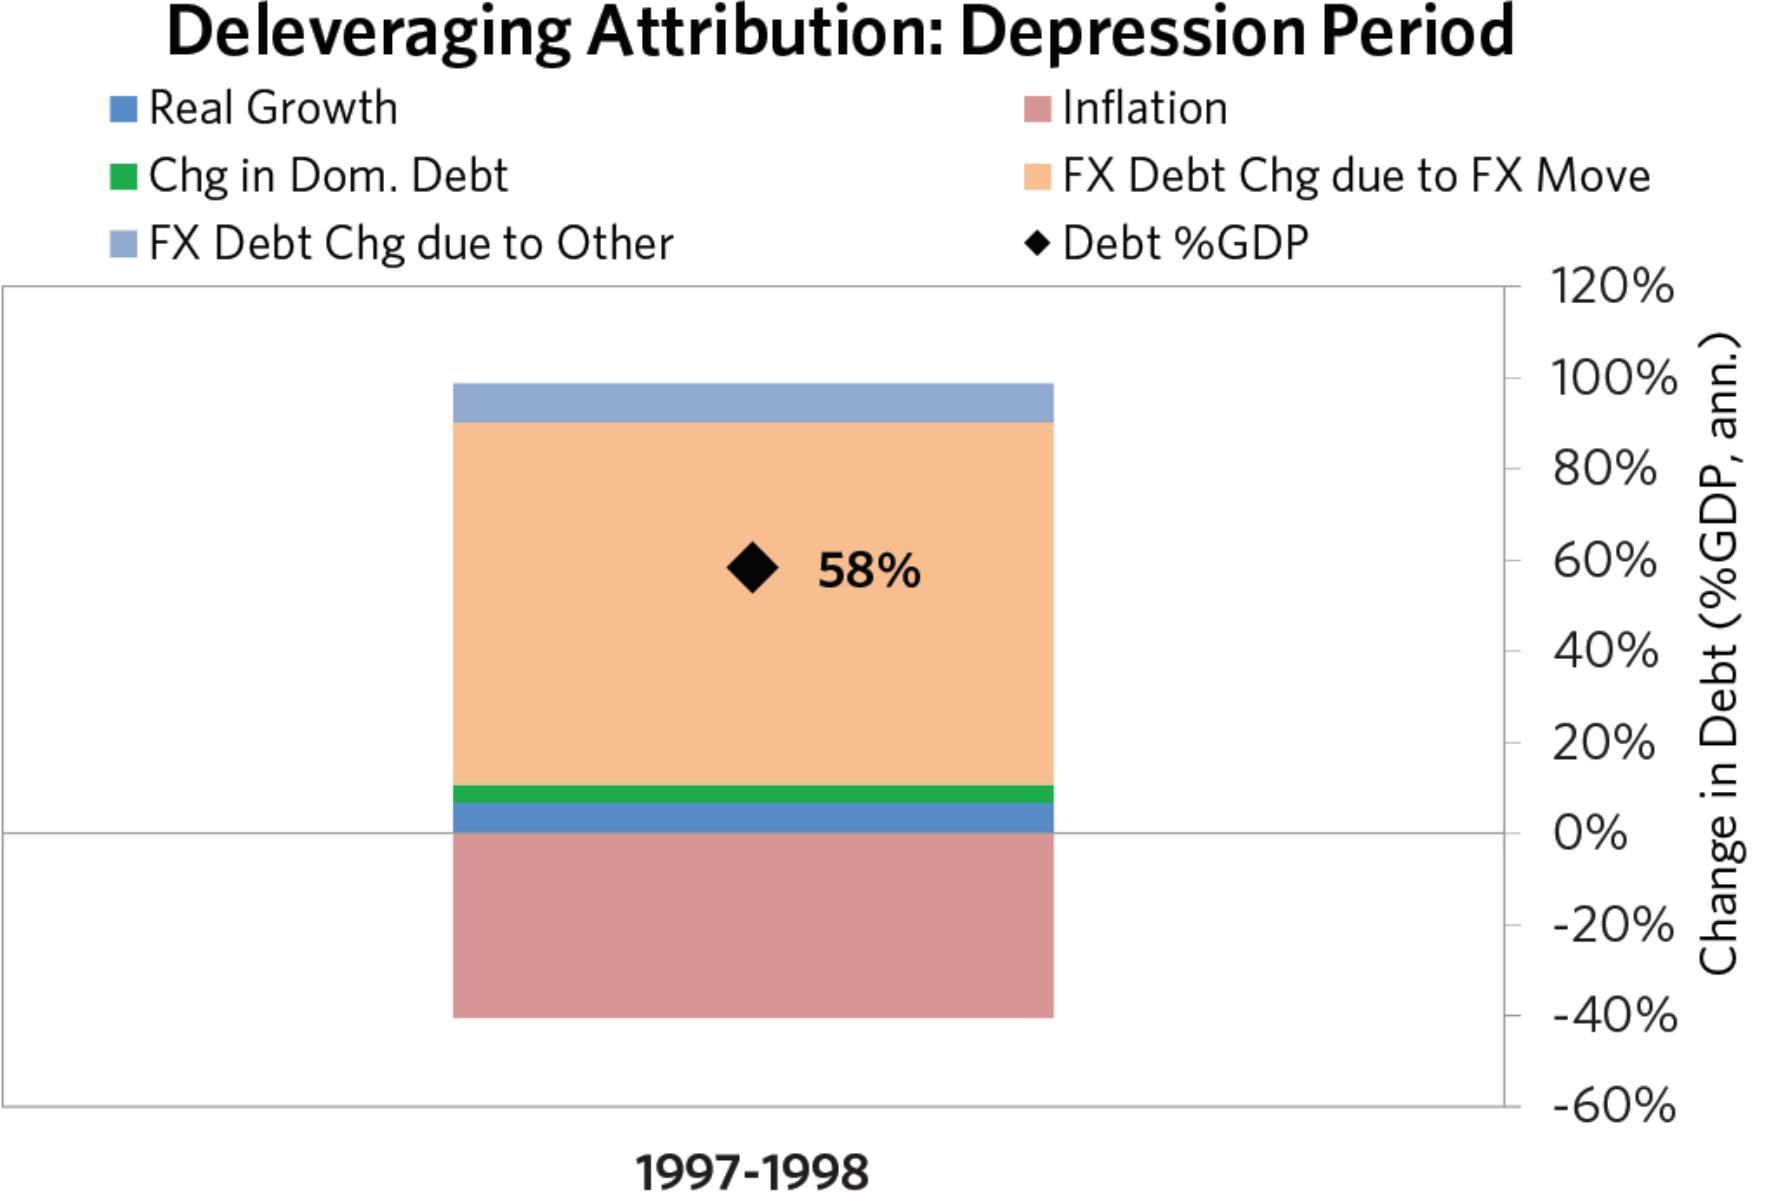 Deleveraging Attribution: Depression Period
Real Growth
Inflation
Chg in Dom. Debt
FX Debt Chg due to FX Move
FX Debt Chg due to Other
Debt %GDP
120%
100%
80%
60%
40%
20%
0%
-20%
-40%
-60%
Change in Debt (%GDP, ann.)
58%
1997-1998